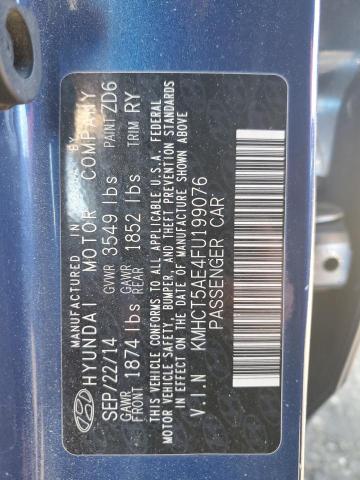 MANUFACTURED BY
HYUNDAI MOTOR COMPANY
SEP/22/14 GVWR 3549 lbs PAINT ZD6
GAWR FRONT 1874 lbs GAWR REAR 1852 lbs TRIM RY
THIS VEHICLE CONFORMS TO ALL APPLICABLE U.S.A. FEDERAL
MOTOR VEHICLE SAFETY, BUMPER, AND THEFT PREVENTION STANDARDS
IN EFFECT ON THE DATE OF MANUFACTURE SHOWN ABOVE
V.I.N KMHCT5AE4FU199076
PASSENGER CAR